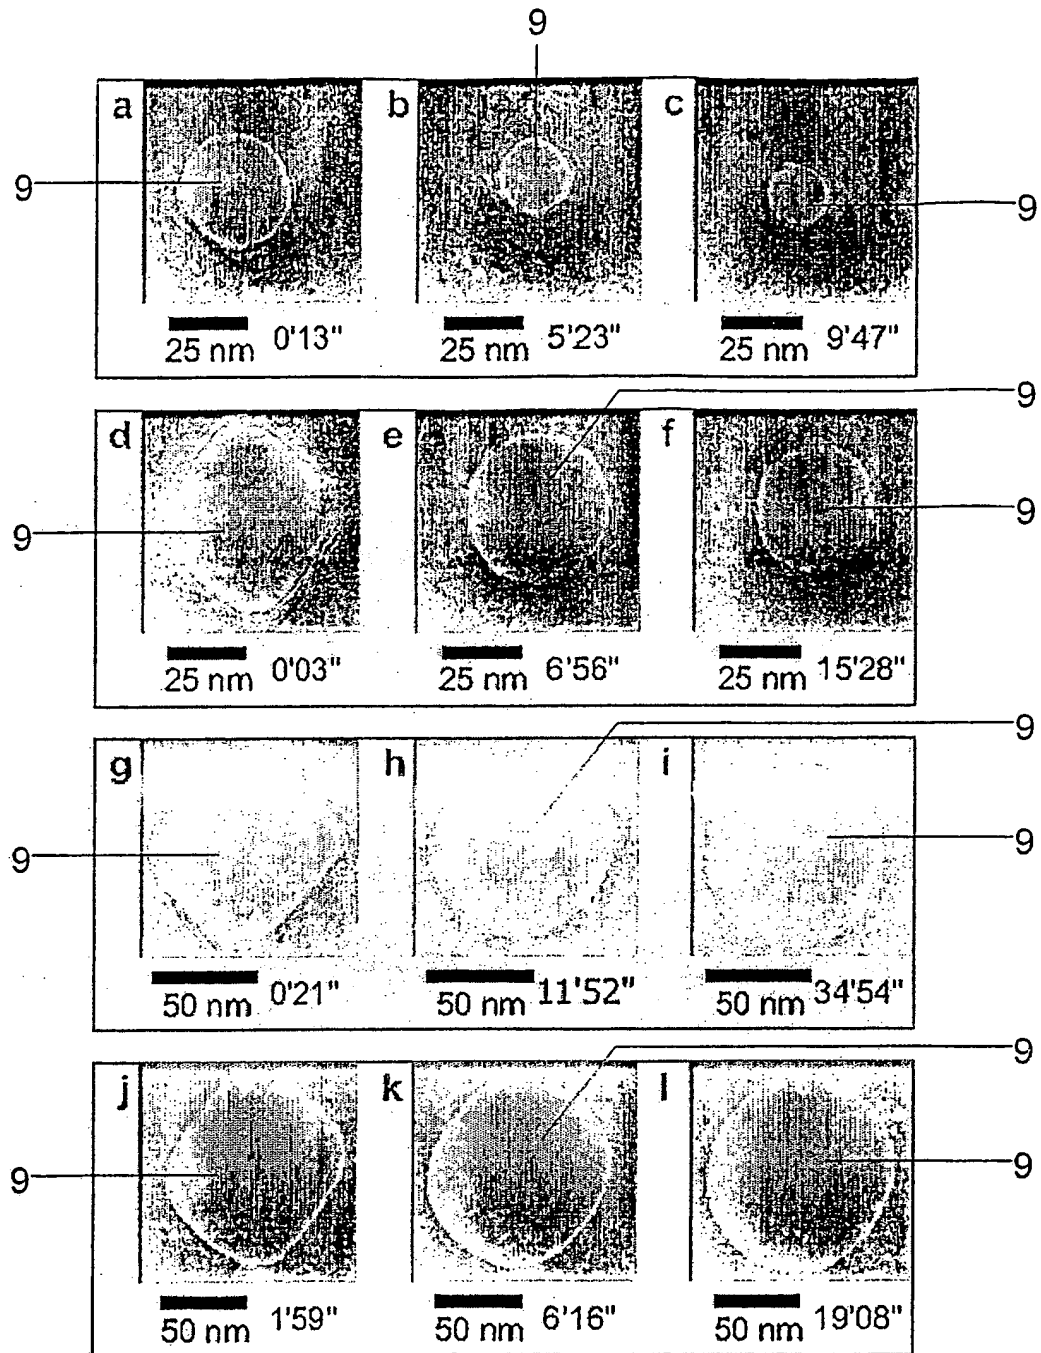 9
a b c
9 9
25 nm 0'13" 25 nm 5'23" 25 nm 9'47"
9
d e f
9 9
25 nm 0'03" 25 nm 6'56" 25 nm 15'28"
9
g h i
9 9
50 nm 0'21" 50 nm 11'52" 50 nm 34'54"
9
j k l
9 9
50 nm 1'59" 50 nm 6'16" 50 nm 19'08"